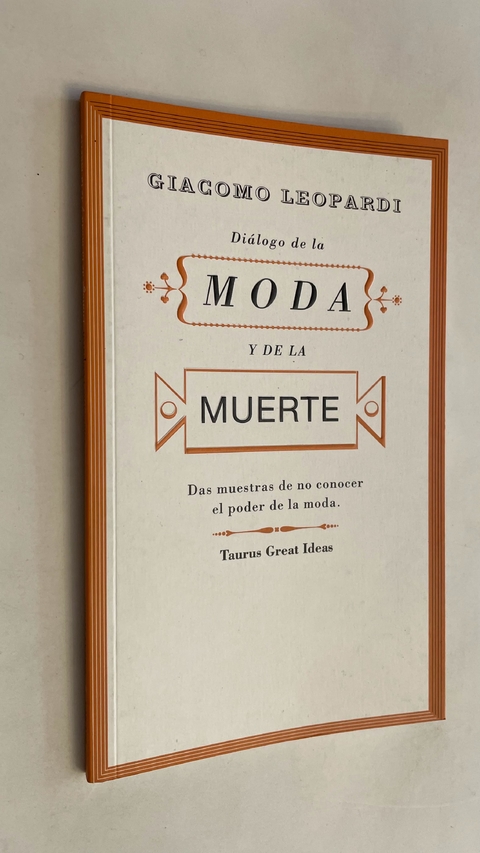 GIACOMO LEOPARDI
Diálogo de la
MODA
Y DE LA
MUERTE
Das muestras de no conocer
el poder de la moda.
Taurus Great Ideas